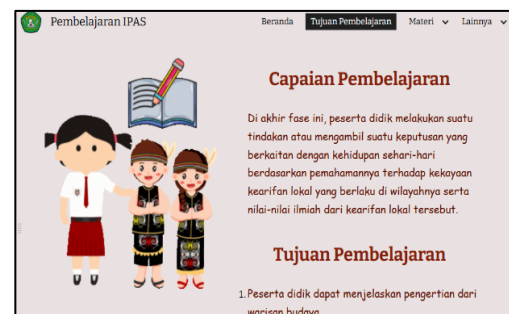 Pembelajaran IPAS
Beranda Tujuan Pembelajaran Materi Lainnya
Capaian Pembelajaran
Di akhir fase ini, peserta didik melakukan suatu
tindakan atau mengambil suatu keputusan yang
berkaitan dengan kehidupan sehari-hari
berdasarkan pemahamannya terhadap kekayaan
kearifan lokal yang berlaku di wilayahnya serta
nilai-nilai ilmiah dari kearifan lokal tersebut.
Tujuan Pembelajaran
1. Peserta didik dapat menjelaskan pengertian dari
warisan budaya